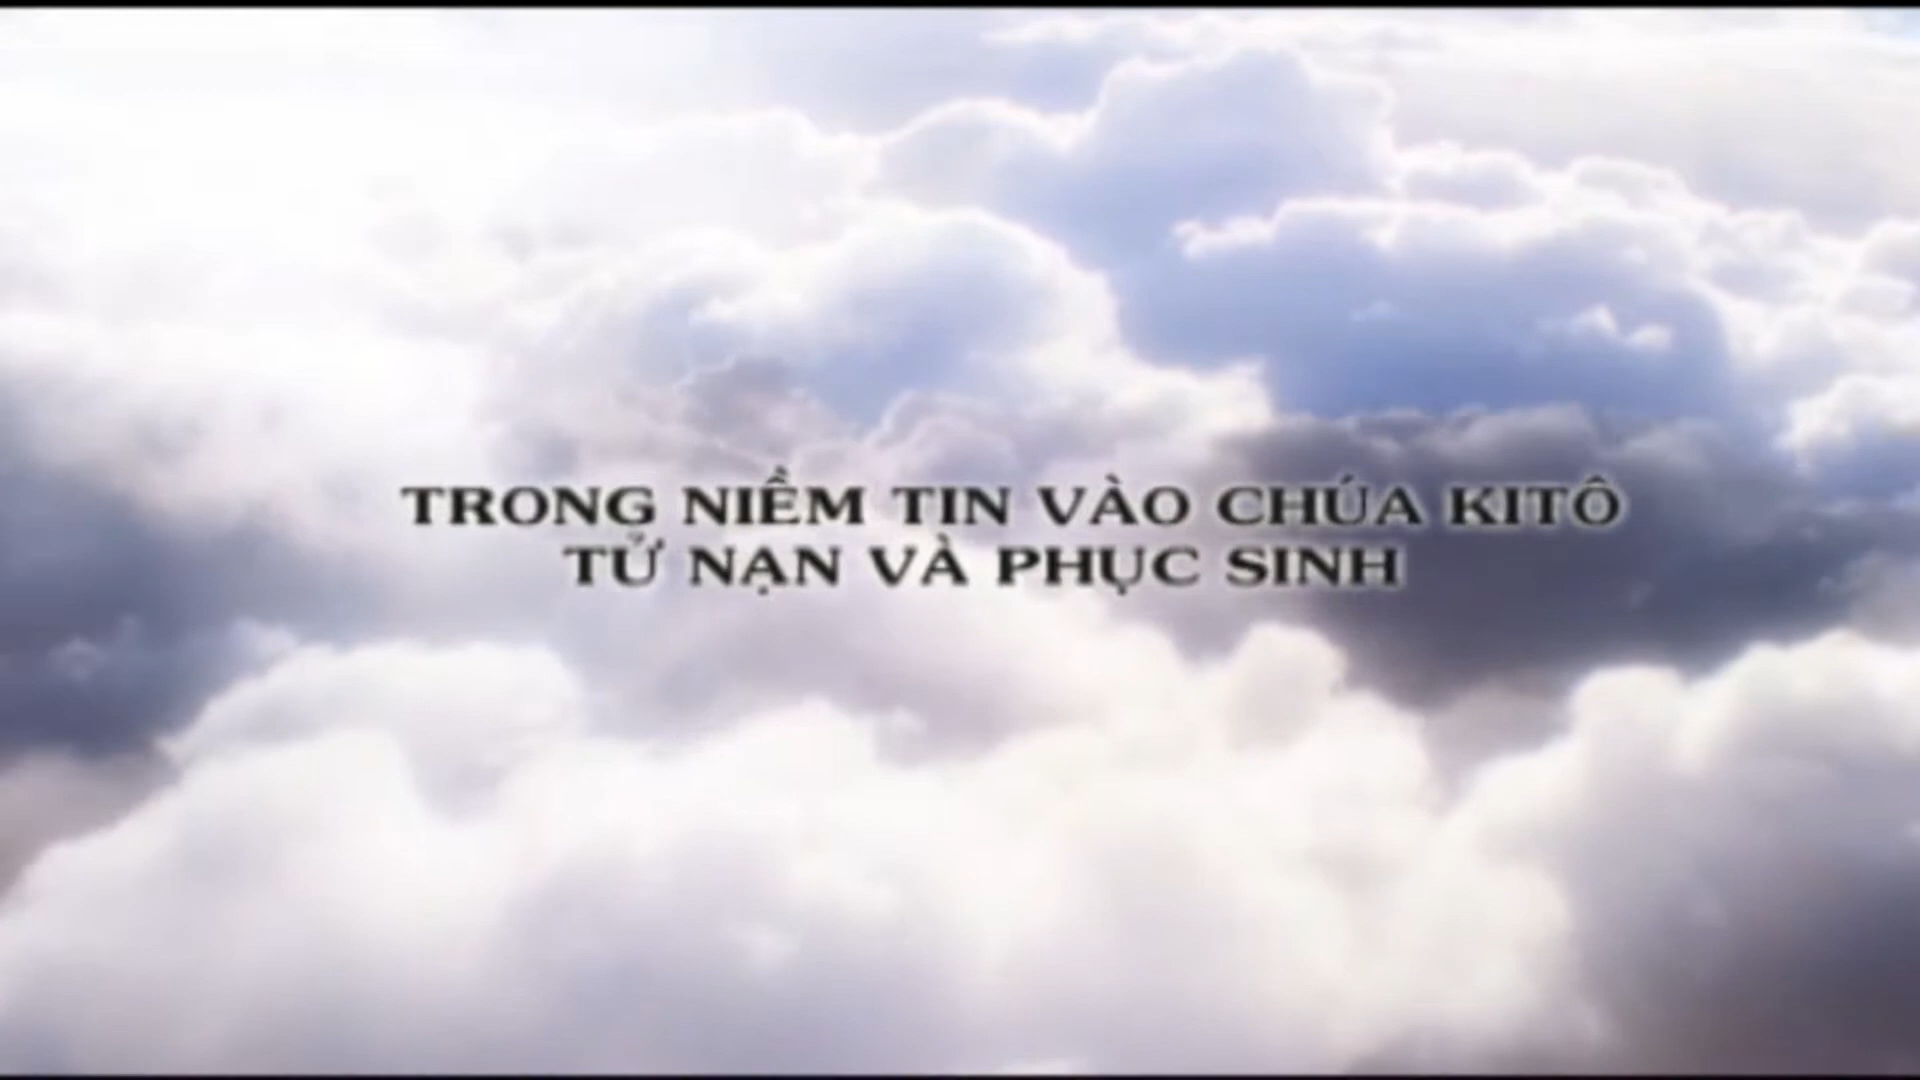 TRONG NIỀM TIN VÀO CHÚA KITÔ
TỬ NẠN VÀ PHỤC SINH